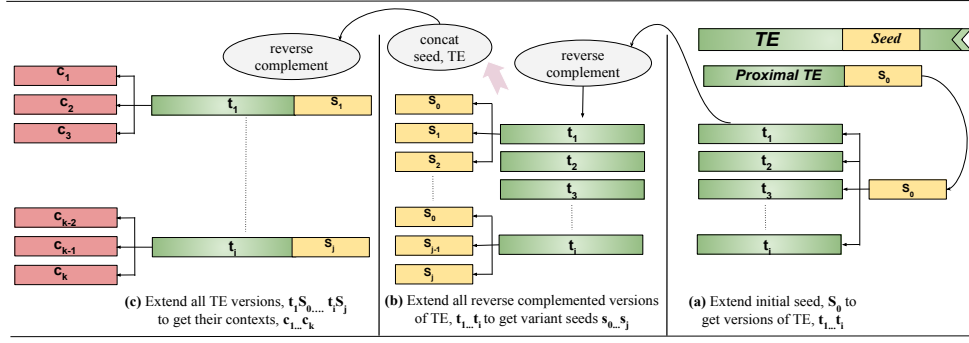 reverse
complement
C1
C2
C3
t1
S1
Ck-2
Ck-1
Ck
ti
Sj
(c) Extend all TE versions, t1S0.... tiSj
to get their contexts, c1...ck
concat
seed, TE
reverse
complement
S0
S1
S2
t1
t2
t3
S0
Sj-1
Sj
ti
(b) Extend all reverse complemented versions
of TE, t1...ti to get variant seeds s0...sj
TE
Seed
Proximal TE
S0
t1
t2
t3
S0
ti
(a) Extend initial seed, S0 to
get versions of TE, t1...ti